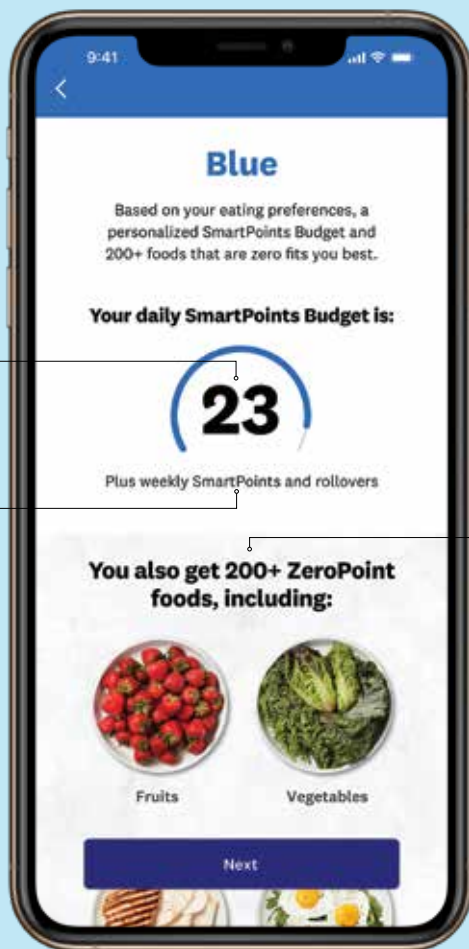 9:41
Blue
Based on your eating preferences, a
personalized SmartPoints Budget and
200+ foods that are zero fits you best.
Your daily SmartPoints Budget is:
23
Plus weekly SmartPoints and rollovers
You also get 200+ ZeroPoint
foods, including:
Fruits
Vegetables
Next